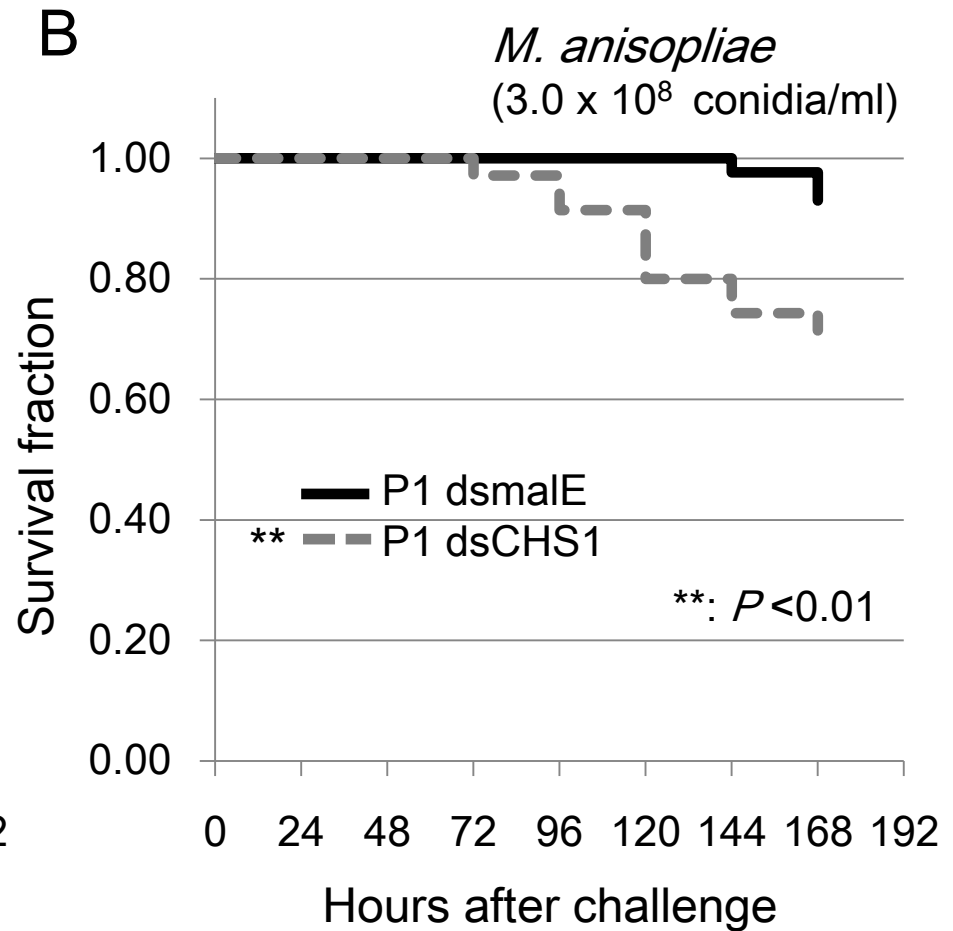 B
M. anisopliae
(3.0 x 10⁸ conidia/ml)
1.00
0.80
0.60
0.40
0.20
0.00
Survival fraction
P1 dsmalE
** P1 dsCHS1
**: P <0.01
2
0 24 48 72 96 120 144 168 192
Hours after challenge